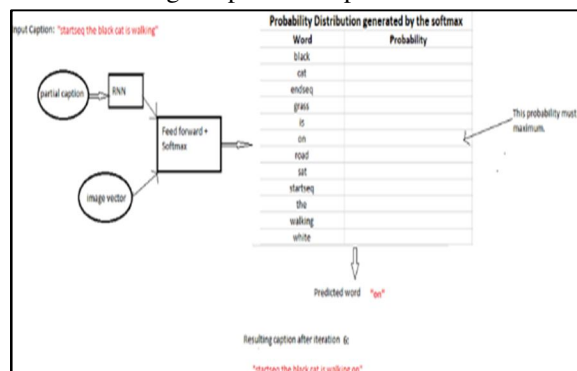 Probability Distribution generated by the softmax
Input Caption: "startseq the black cat is walking"
Word Probability
black
cat
endseq
grass
is
on
road
sat
startseq
the
walking
white
partial caption
RNN
Feed forward +
Softmax
image vector
This probability must
maximum.
Predicted word "on"
Resulting caption after iteration 6:
"startseq the black cat is walking on"